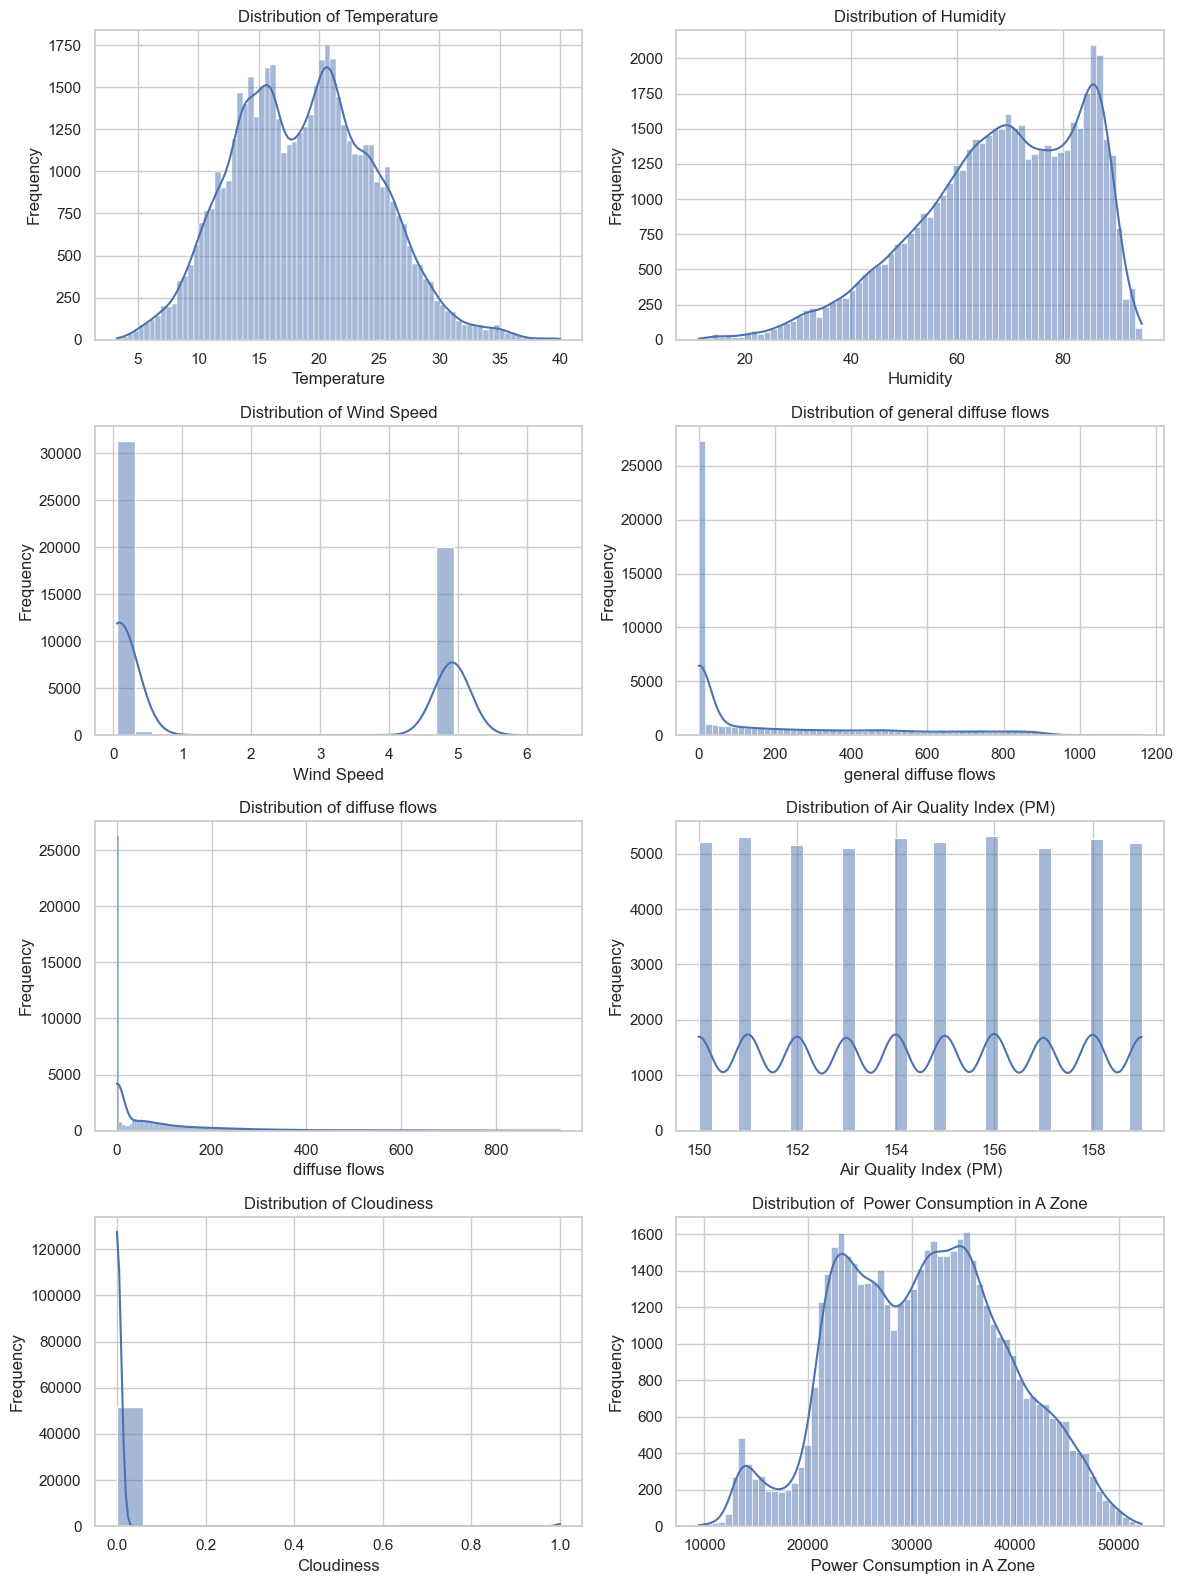 Distribution of Temperature
Frequency
1750
1500
1250
1000
750
500
250
0
5 10 15 20 25 30 35 40
Temperature
Distribution of Humidity
Frequency
2000
1750
1500
1250
1000
750
500
250
0
20 40 60 80
Humidity
Distribution of Wind Speed
Frequency
30000
25000
20000
15000
10000
5000
0
0 1 2 3 4 5 6
Wind Speed
Distribution of general diffuse flows
Frequency
25000
20000
15000
10000
5000
0
0 200 400 600 800 1000 1200
general diffuse flows
Distribution of diffuse flows
Frequency
25000
20000
15000
10000
5000
0
0 200 400 600 800
diffuse flows
Distribution of Air Quality Index (PM)
Frequency
5000
4000
3000
2000
1000
0
150 152 154 156 158
Air Quality Index (PM)
Distribution of Cloudiness
Frequency
120000
100000
80000
60000
40000
20000
0
0.0 0.2 0.4 0.6 0.8 1.0
Cloudiness
Distribution of  Power Consumption in A Zone
Frequency
1600
1400
1200
1000
800
600
400
200
0
10000 20000 30000 40000 50000
Power Consumption in A Zone